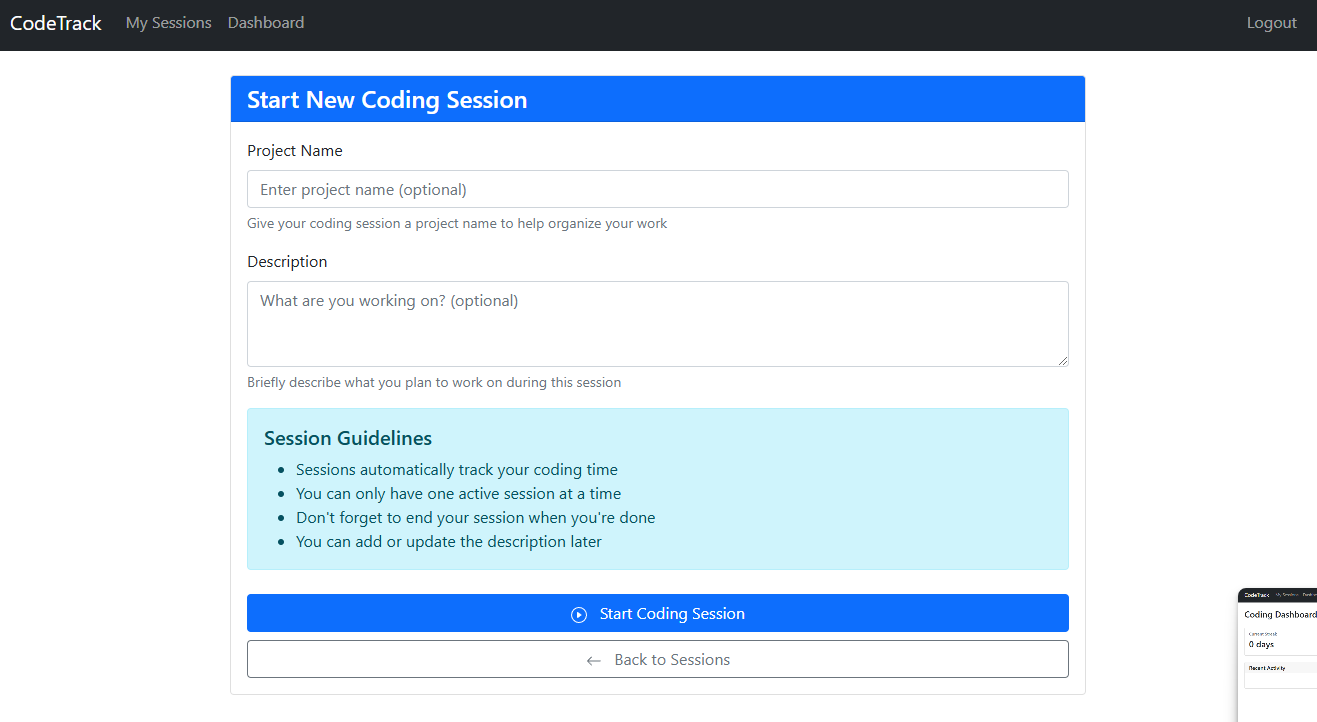 CodeTrack My Sessions Dashboard Logout
Start New Coding Session
Project Name
Enter project name (optional)
Give your coding session a project name to help organize your work
Description
What are you working on? (optional)
Briefly describe what you plan to work on during this session
Session Guidelines
Sessions automatically track your coding time
You can only have one active session at a time
Don't forget to end your session when you're done
You can add or update the description later
Start Coding Session
Back to Sessions
CodeTrack My Sessions
Coding Dashboard
Current Streak
0 days
Recent Activity